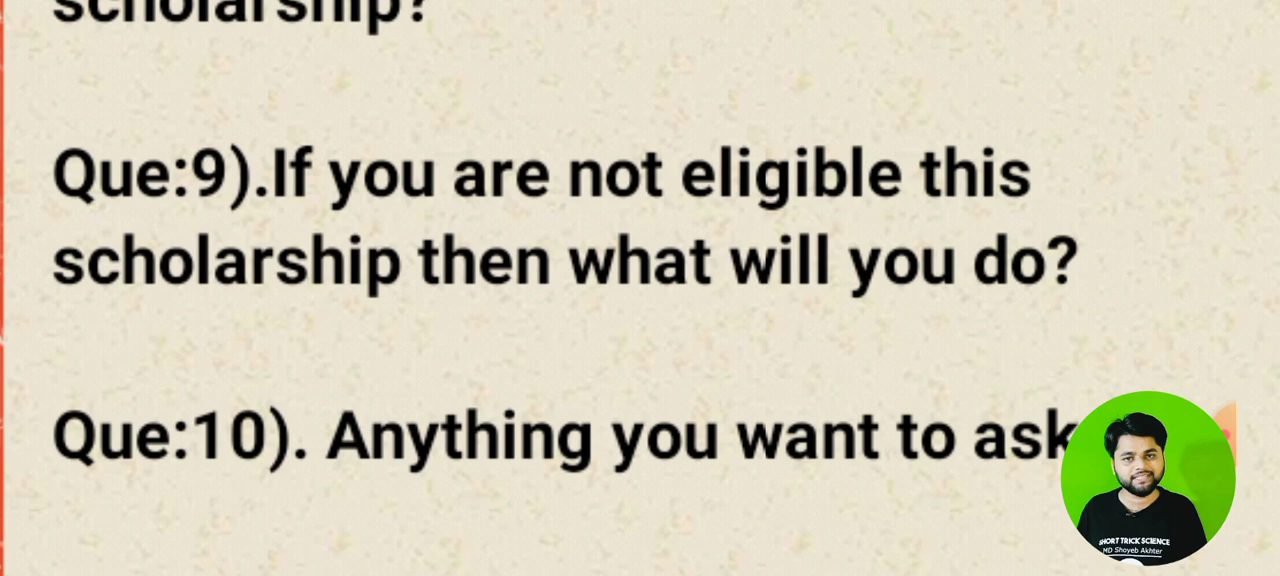 scholarship?
Que:9).If you are not eligible this
scholarship then what will you do?
Que:10). Anything you want to ask
SHORT TRICK SCIENCE
MD Shoyeb Akhter